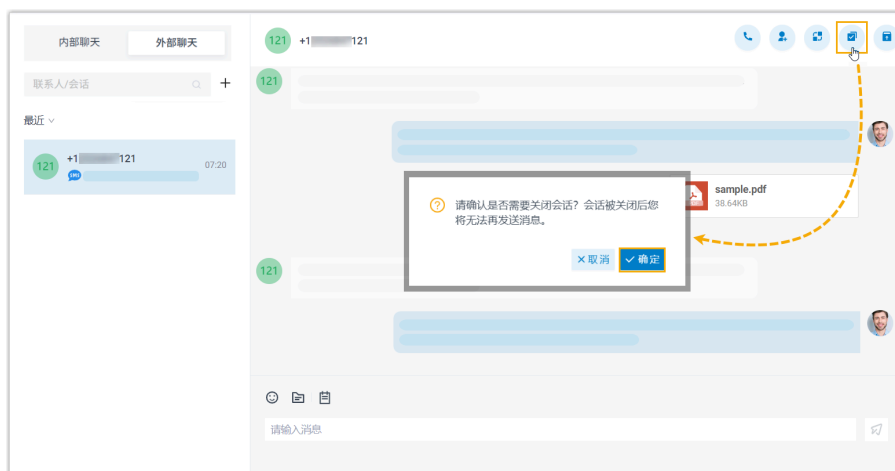 内部聊天
外部聊天
联系人/会话
最近
121
+1 121
07:20
121
+1 121
121
sample.pdf
38.64KB
请确认是否需要关闭会话？会话被关闭后您
将无法再发送消息。
取消
确定
121
请输入消息